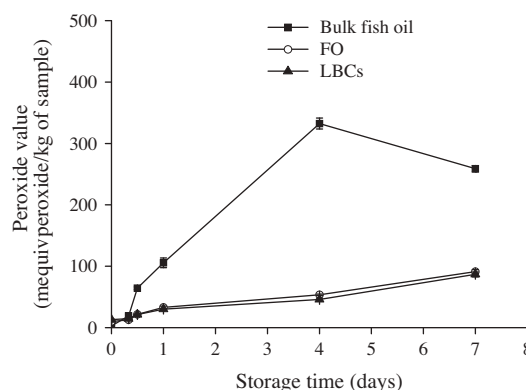 Bulk fish oil
FO
LBCs
Peroxide value
(mequivperoxide/kg of sample)
500
400
300
200
100
0
0 1 2 3 4 5 6 7 8
Storage time (days)